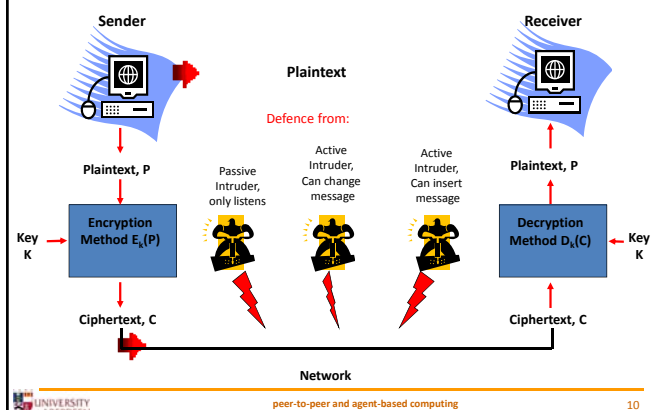 Sender
Receiver
Plaintext
Defence from:
Plaintext, P
Passive
Intruder,
only listens
Active
Intruder,
Can change
message
Active
Intruder,
Can insert
message
Plaintext, P
Key
K
Encryption
Method Eₖ(P)
Decryption
Method Dₖ(C)
Key
K
Ciphertext, C
Ciphertext, C
Network
UNIVERSITY
peer-to-peer and agent-based computing
10